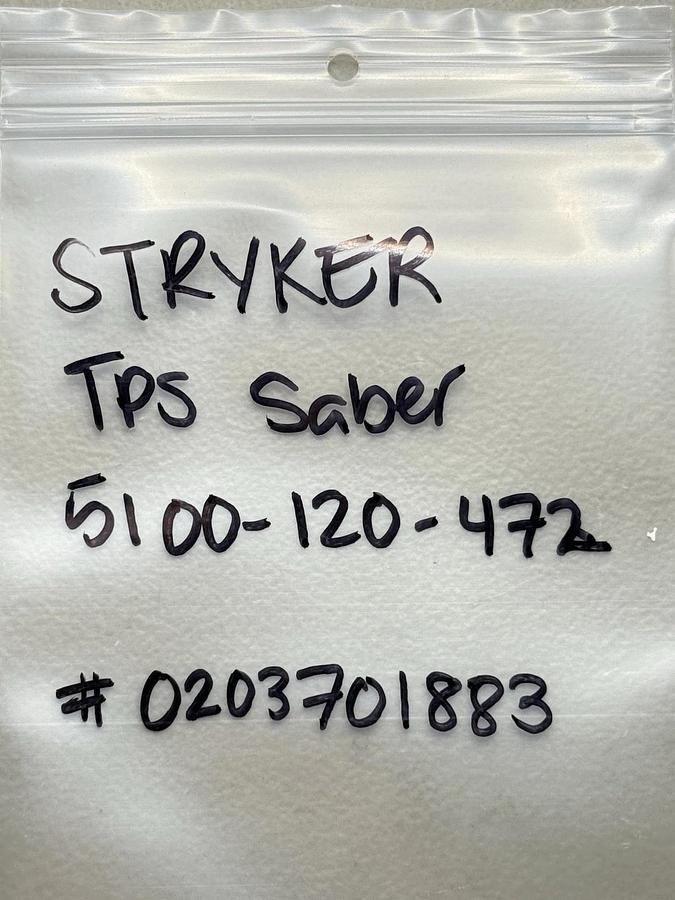 STRYKER
TPS Saber
5100-120-472
# 0203701883